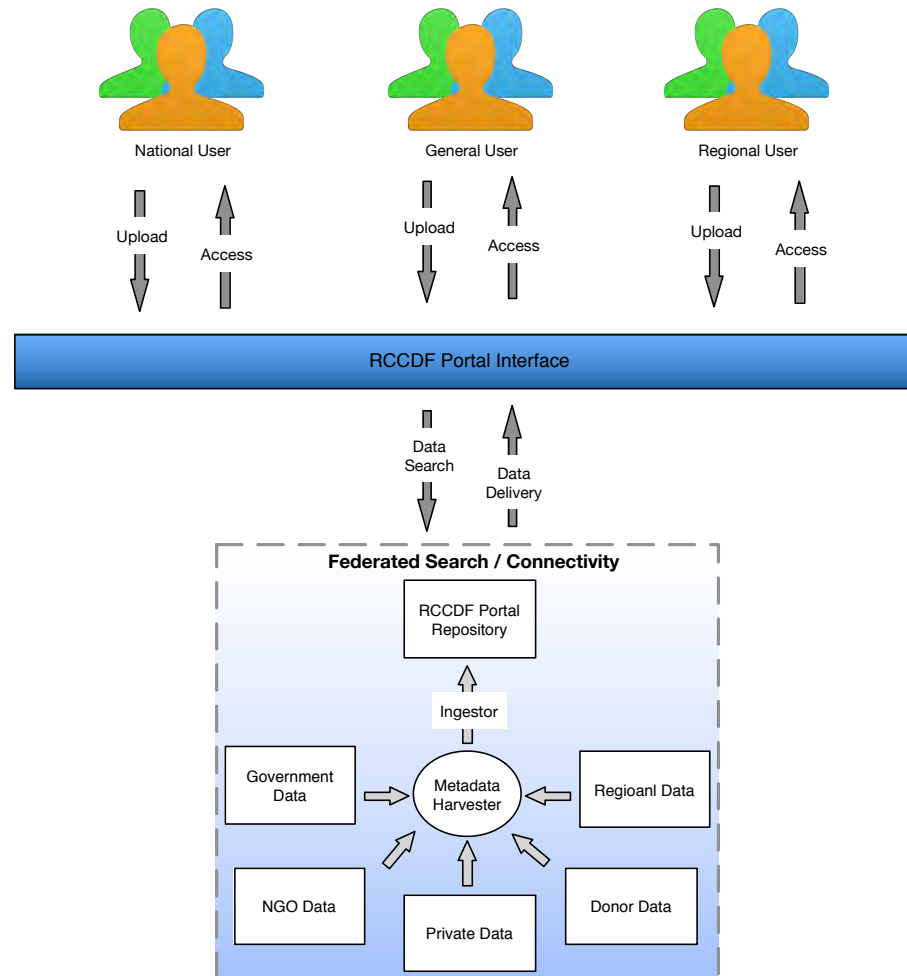 National User
General User
Regional User
Upload
Access
Upload
Access
Upload
Access
RCCDF Portal Interface
Data
Search
Data
Delivery
Federated Search / Connectivity
RCCDF Portal
Repository
Ingestor
Government
Data
Metadata
Harvester
Regioanl Data
NGO Data
Private Data
Donor Data